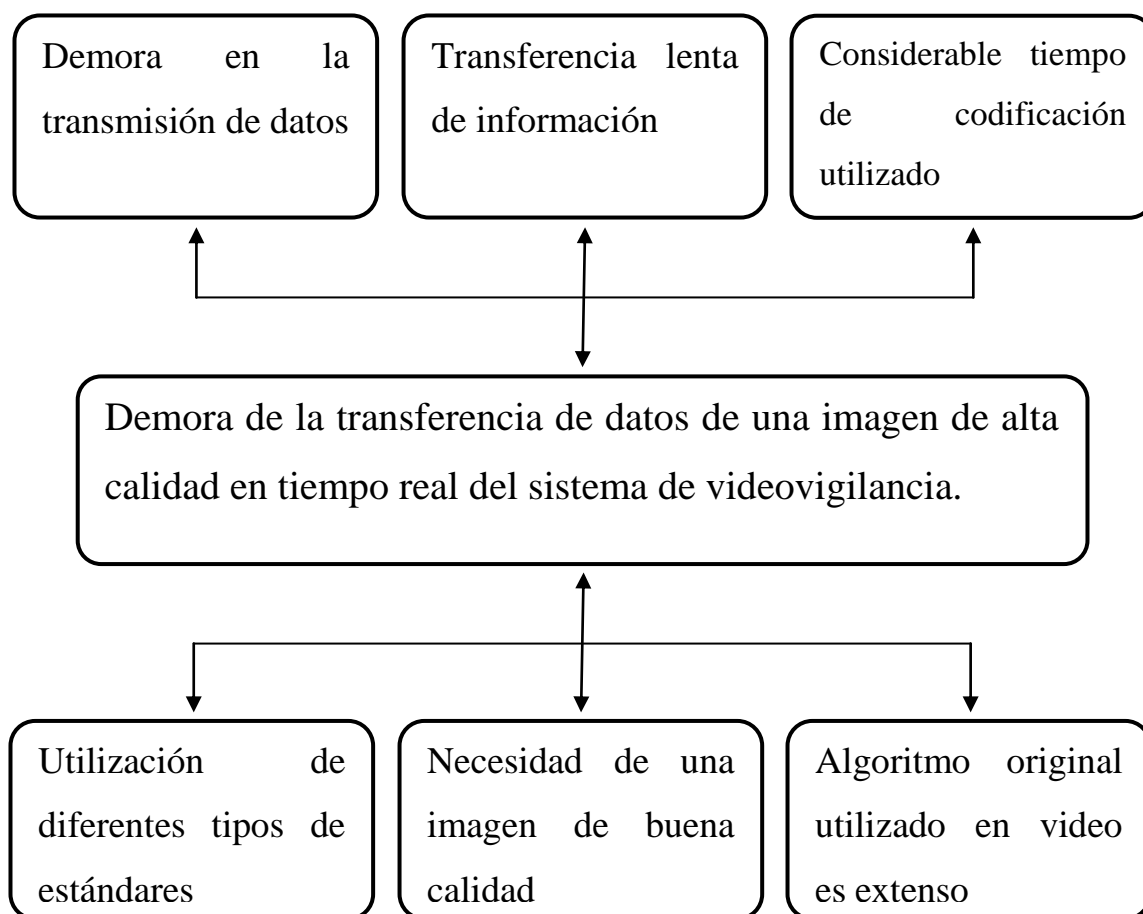 Demora en la
transmisión de datos
Transferencia lenta
de información
Considerable tiempo
de codificación
utilizado
Demora de la transferencia de datos de una imagen de alta
calidad en tiempo real del sistema de videovigilancia.
Utilización de
diferentes tipos de
estándares
Necesidad de una
imagen de buena
calidad
Algoritmo original
utilizado en video
es extenso